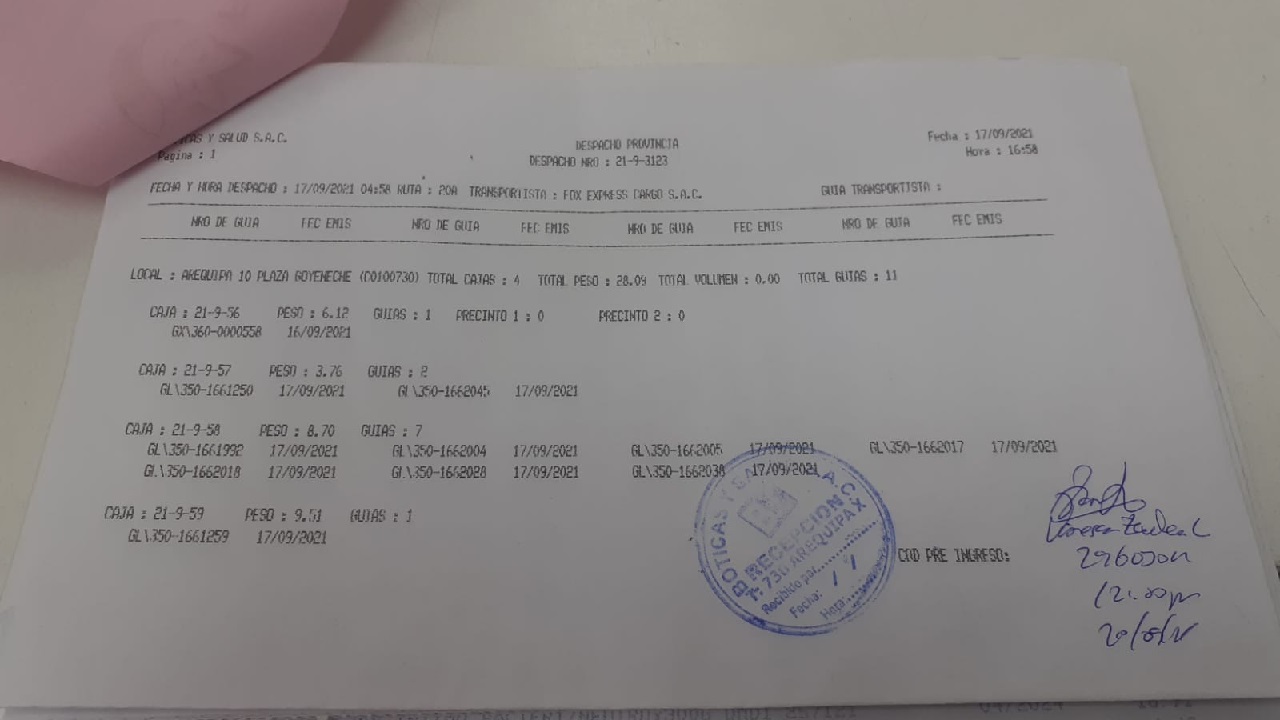 Y SALUD S.A.C.
Pagina : 1
DESPACHO PROVINCIA
DESPACHO NRO : 21-9-3123
Fecha : 17/09/2021
Hora : 16:58
FECHA Y HORA DESPACHO : 17/09/2021 04:58 RUTA : POA TRANSPORTISTA : FOX EXPRESS CARGO S.A.C. GUIA TRANSPORTISTA :
NRO DE GUIA FEC EMIS NRO DE GUIA FEC EMIS NRO DE GUIA FEC EMIS NRO DE GUIA FEC EMIS
LOCAL : AREQUIPA 10 PLAZA GOYENECHE (C0100730) TOTAL CAJAS : 4 TOTAL PESO : 28.09 TOTAL VOLUMEN : 0.00 TOTAL GUIAS : 11
CAJA : 21-9-56 PESO : 6.12 GUIAS : 1 PRECINTO 1 : 0 PRECINTO 2 : 0
GX\360-0000558 16/09/2021
CAJA : 21-9-57 PESO : 3.76 GUIAS : 2
GL\350-1661250 17/09/2021 GL\350-1662045 17/09/2021
CAJA : 21-9-58 PESO : 8.70 GUIAS : 7
GL\350-1661992 17/09/2021 GL\350-1662004 17/09/2021 GL\350-1662005 17/09/2021 GL\350-1662017 17/09/2021
GL\350-1662018 17/09/2021 GL\350-1662028 17/09/2021 GL\350-1662038 17/09/2021
CAJA : 21-9-59 PESO : 9.51 GUIAS : 1
GL\350-1661259 17/09/2021
COD PRE INGRESO:
BOTICAS Y SA A.C.
RECEPCION
T: 730 AREQUIPA X
Recibido por:
Fecha: / /
Hora: